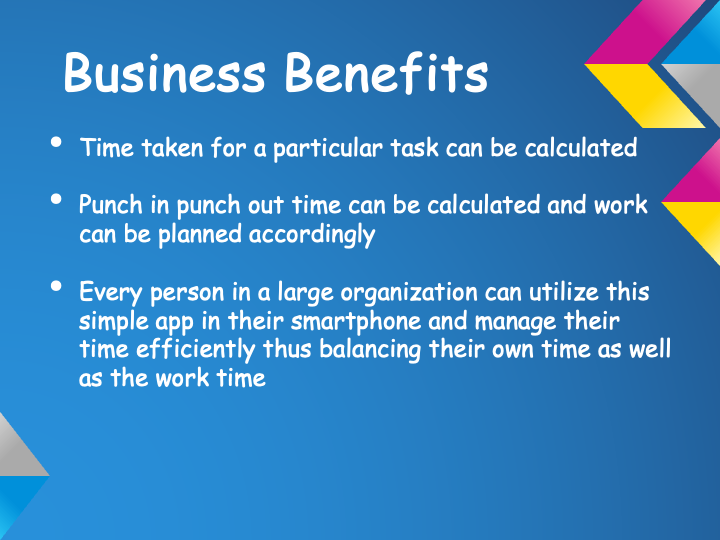 Business Benefits
• Time taken for a particular task can be calculated
• Punch in punch out time can be calculated and work
can be planned accordingly
• Every person in a large organization can utilize this
simple app in their smartphone and manage their
time efficiently thus balancing their own time as well
as the work time